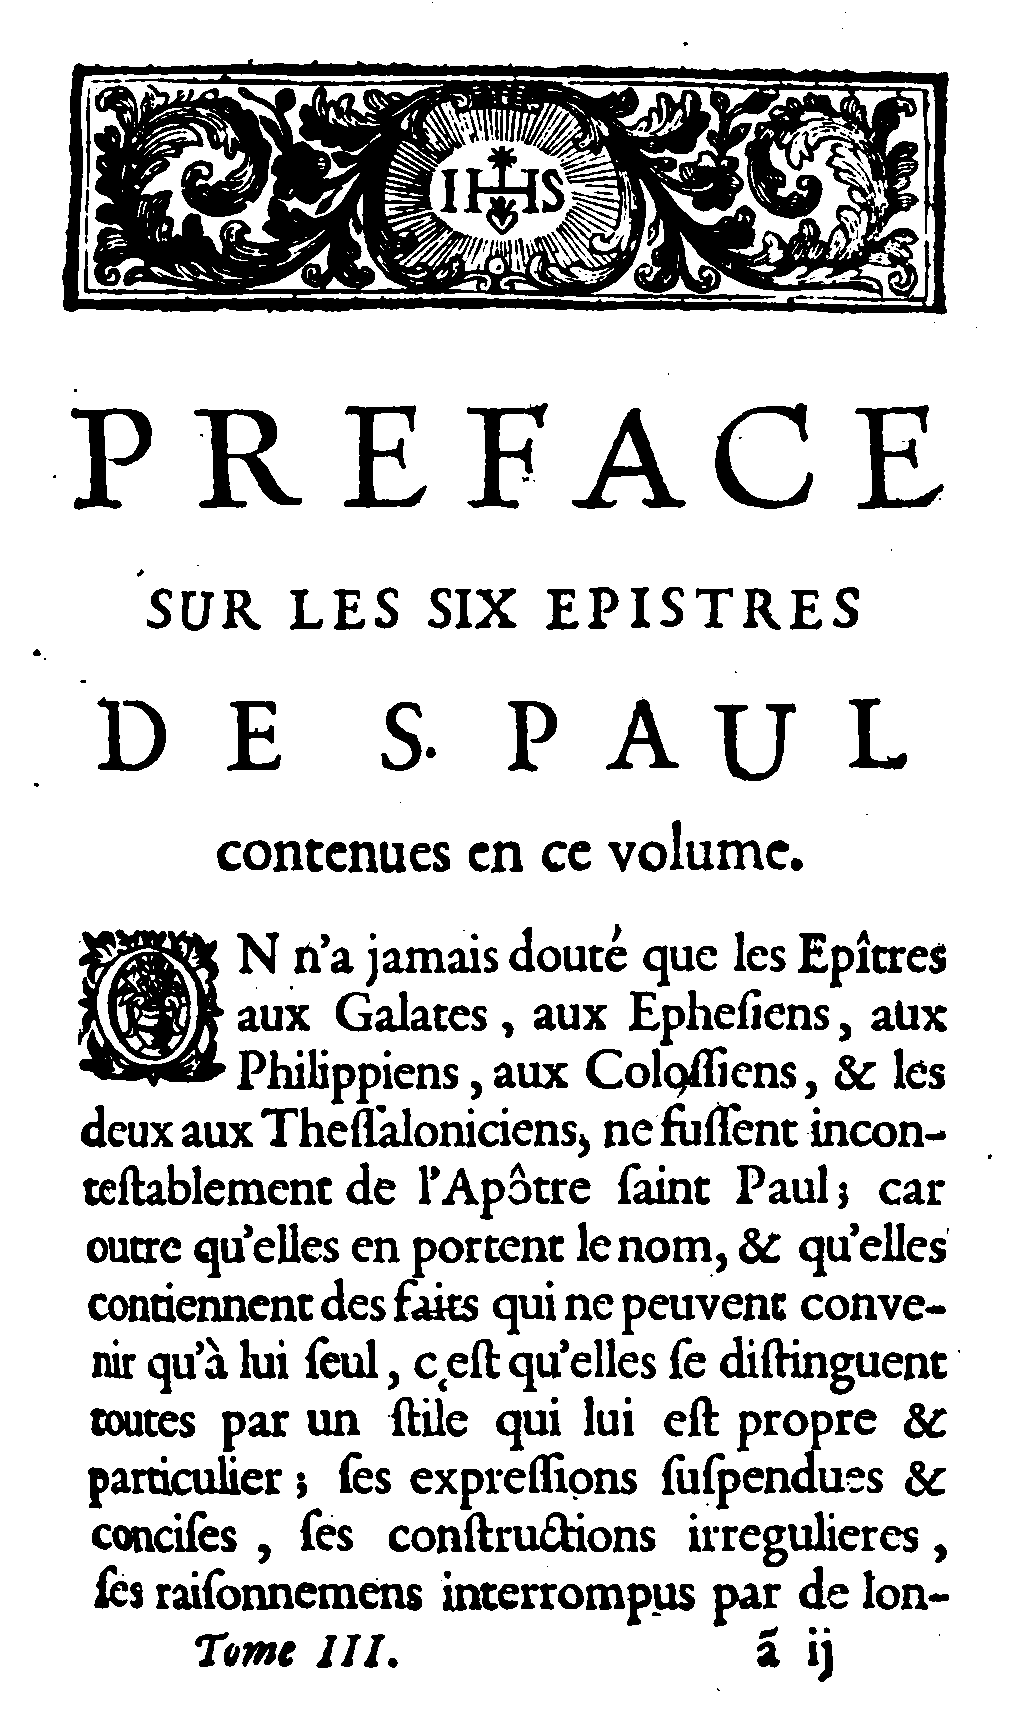 IHS
PREFACE
SUR LES SIX EPISTRES
DE S. PAUL
contenues en ce volume.
ON n'a jamais douté que les Epîtres
aux Galates, aux Epheſiens, aux
Philippiens, aux Coloſſiens, & les
deux aux Theſſaloniciens, ne fuſſent incon-
teſtablement de l'Apôtre ſaint Paul; car
outre qu'elles en portent le nom, & qu'elles
contiennent des faits qui ne peuvent conve-
nir qu'à lui ſeul, c'eſt qu'elles ſe diſtinguent
toutes par un ſtile qui lui eſt propre &
particulier; ſes expreſſions ſuſpendues &
conciſes, ſes conſtructions irregulieres,
ſes raiſonnemens interrompus par de lon-
Tome III. ã ij